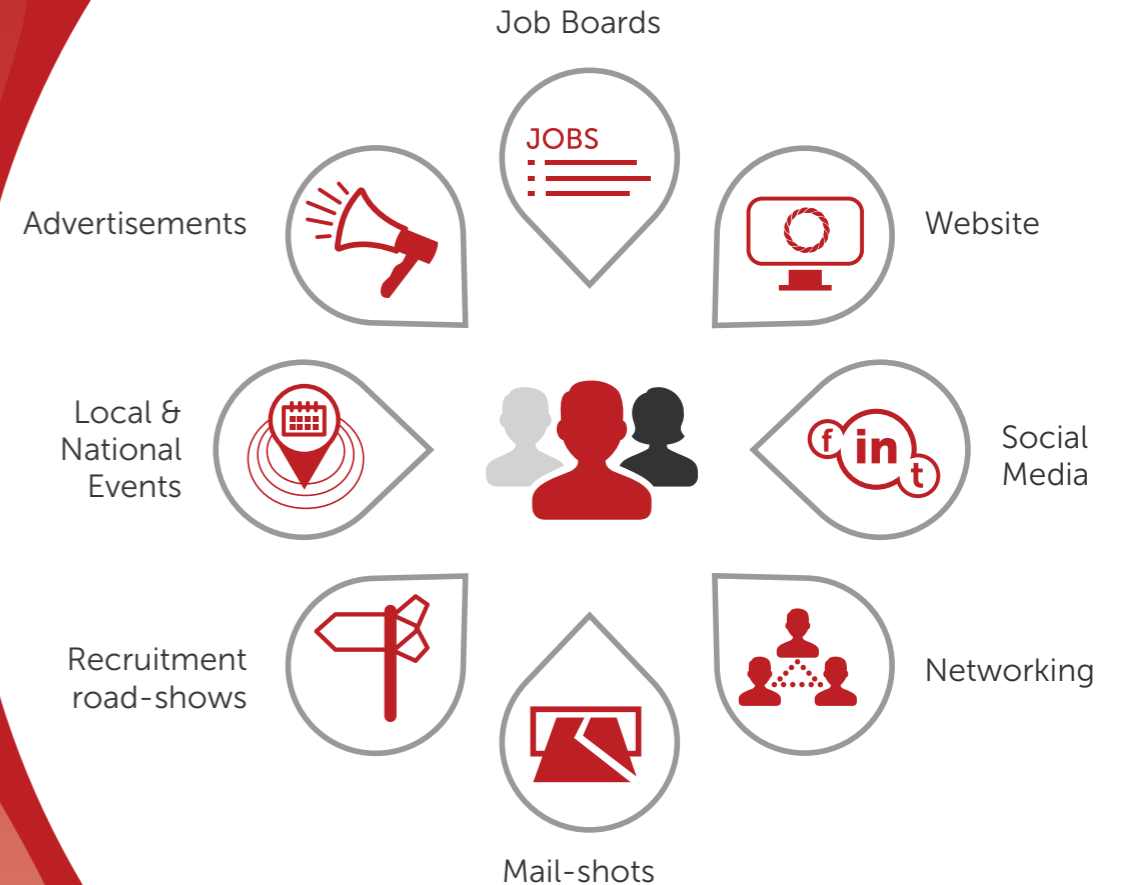 Job Boards
JOBS
Advertisements
Website
Local &
National
Events
f in t
Social
Media
Recruitment
road-shows
Networking
Mail-shots